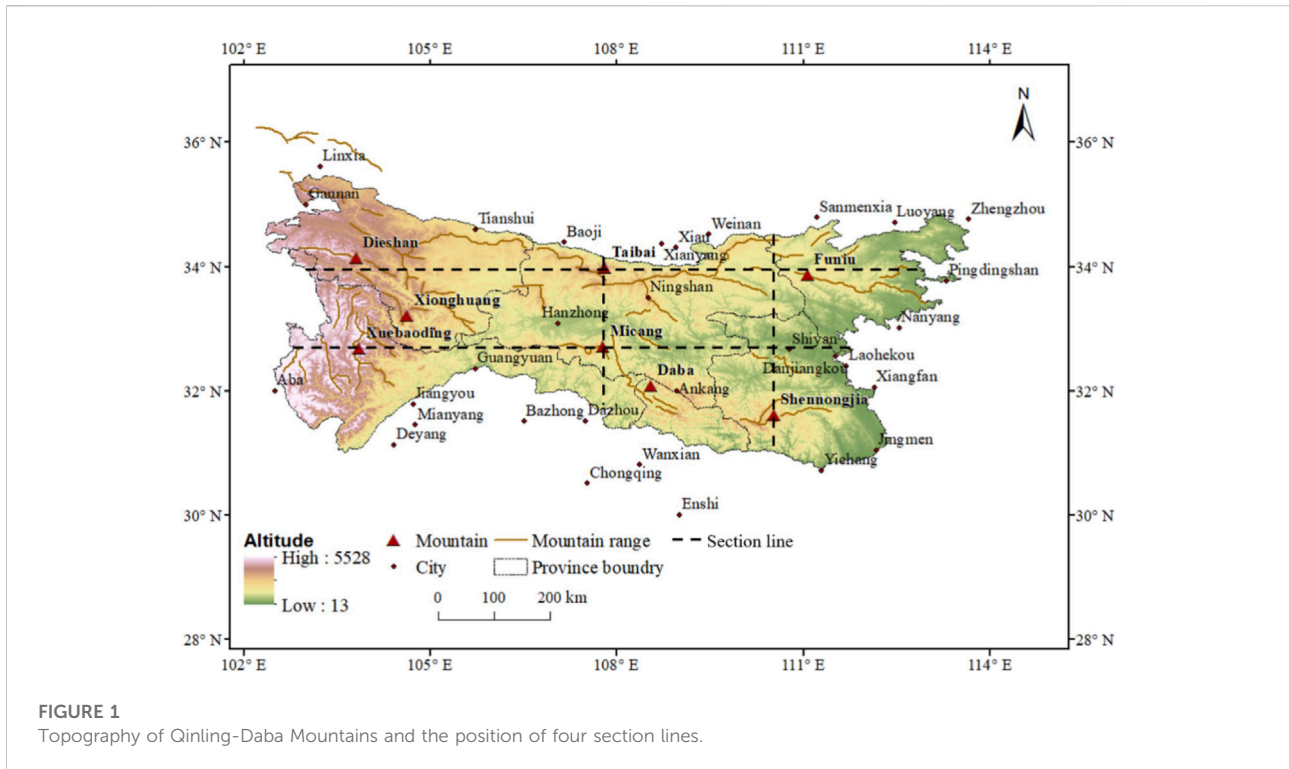 102° E 105° E 108° E 111° E 114° E
N
36° N 36° N
Linxia
Gannan
Tianshui
Baoji
Weinan
Xian
Xianyang
Sanmenxia
Luoyang
Zhengzhou
Dieshan
Taibai
Funiu
34° N 34° N
Pingdingshan
Ningshan
Xionghuang
Hanzhong
Nanyang
Xuebaoding
Micang
Shiyan
Laohekou
Guangyuan
Danjiangkou
Daba
Xiangfan
32° N 32° N
Aba
Ankang
Jiangyou
Shennongjia
Mianyang
Bazhong
Dazhou
Deyang
Jingmen
Wanxian
Yichang
Chongqing
Enshi
30° N 30° N
Altitude
High : 5528
Low : 13
Mountain
Mountain range
Section line
City
Province boundry
0 100 200 km
28° N 28° N
102° E 105° E 108° E 111° E 114° E
FIGURE 1
Topography of Qinling-Daba Mountains and the position of four section lines.